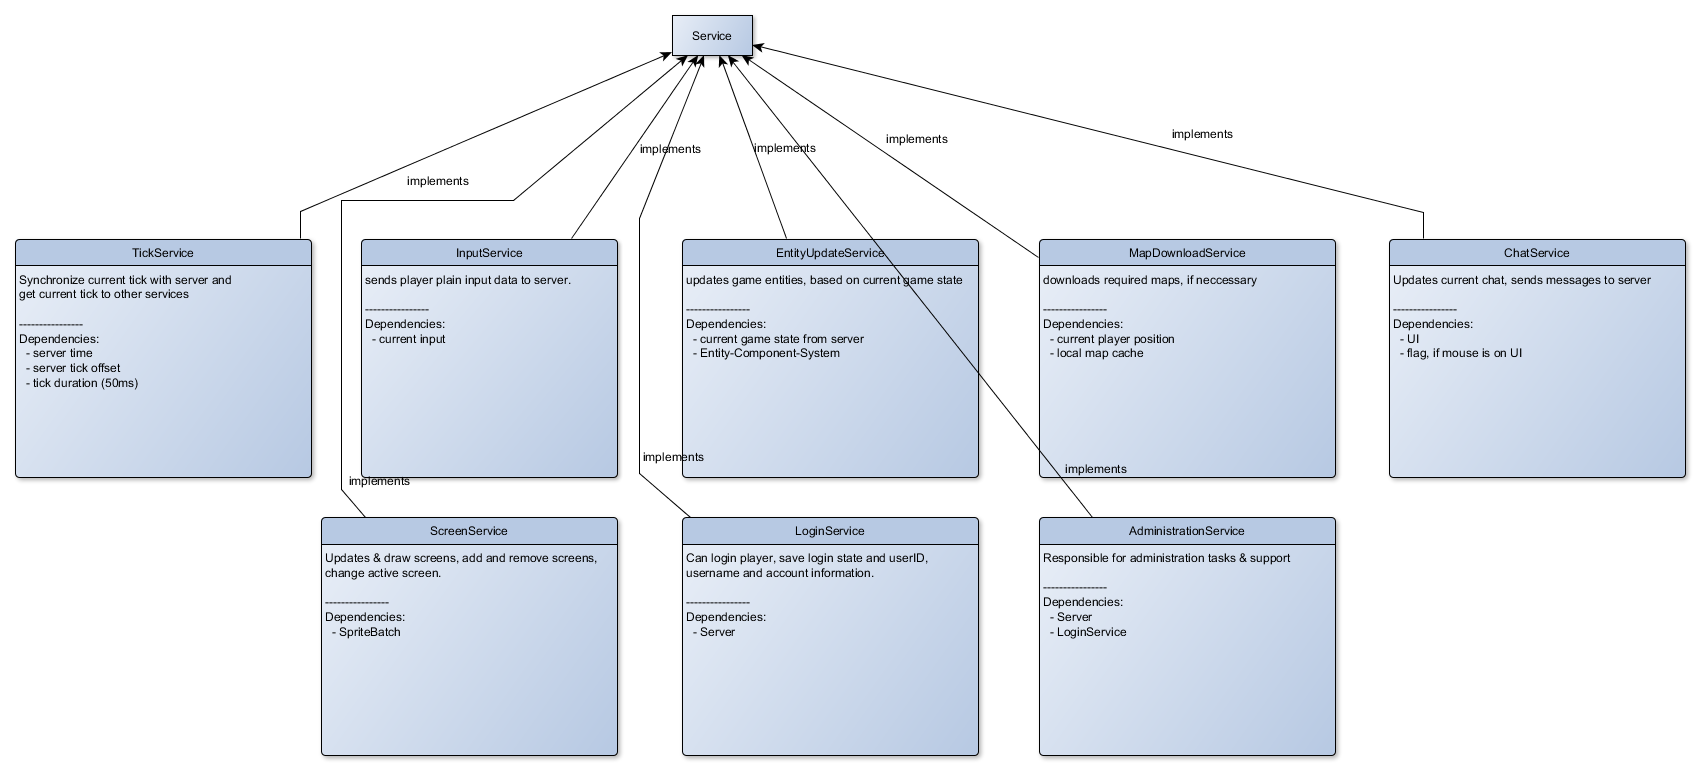 Service
implements
implements
implements
implements
implements
TickService
Synchronize current tick with server and
get current tick to other services
----------------
Dependencies:
- server time
- server tick offset
- tick duration (50ms)
InputService
sends player plain input data to server.
----------------
Dependencies:
- current input
EntityUpdateService
updates game entities, based on current game state
----------------
Dependencies:
- current game state from server
- Entity-Component-System
MapDownloadService
downloads required maps, if neccessary
----------------
Dependencies:
- current player position
- local map cache
ChatService
Updates current chat, sends messages to server
----------------
Dependencies:
- UI
- flag, if mouse is on UI
implements
implements
implements
ScreenService
Updates & draw screens, add and remove screens,
change active screen.
----------------
Dependencies:
- SpriteBatch
LoginService
Can login player, save login state and userID,
username and account information.
----------------
Dependencies:
- Server
AdministrationService
Responsible for administration tasks & support
----------------
Dependencies:
- Server
- LoginService